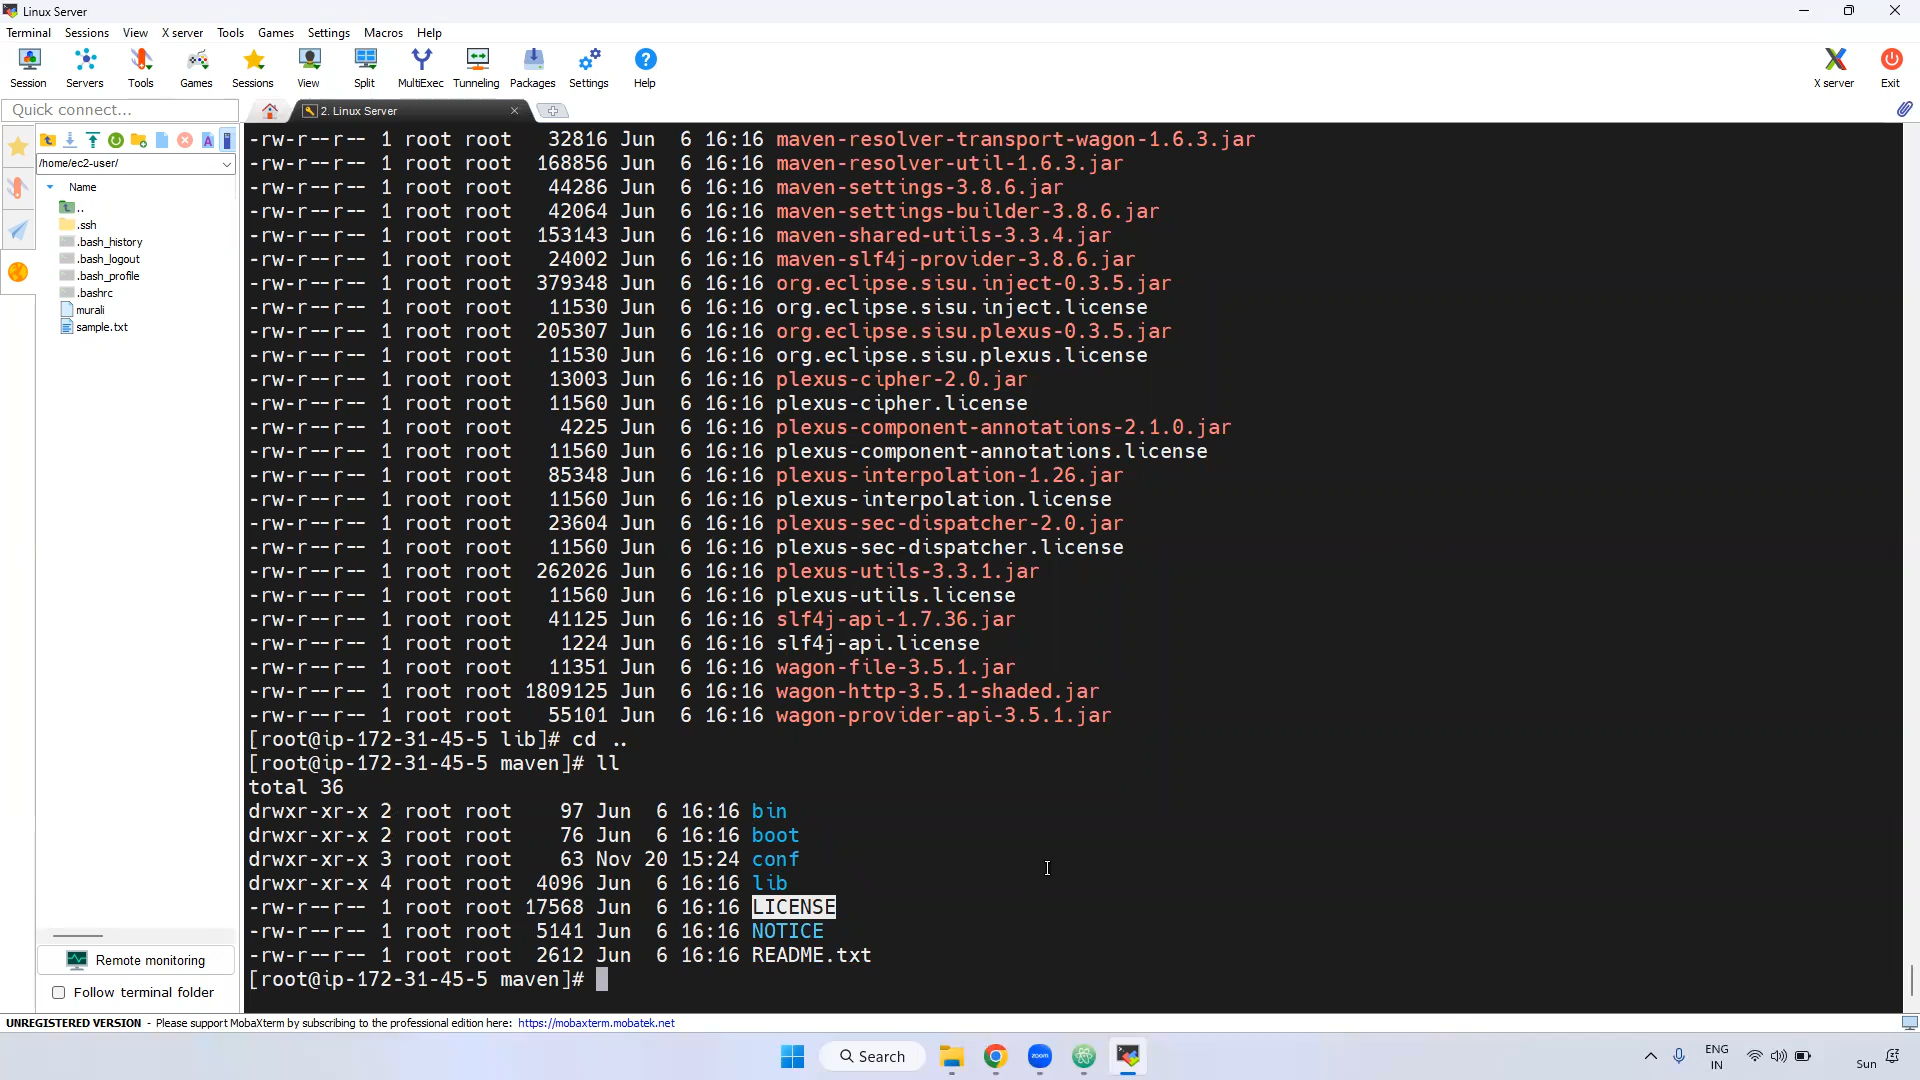 Linux Server
Terminal Sessions View X server Tools Games Settings Macros Help
Session Servers Tools Games Sessions View Split MultiExec Tunneling Packages Settings Help X server Exit
Quick connect...
2. Linux Server
/home/ec2-user/
Name
..
.ssh
.bash_history
.bash_logout
.bash_profile
.bashrc
murali
sample.txt
Remote monitoring
Follow terminal folder
-rw-r--r-- 1 root root 32816 Jun 6 16:16 maven-resolver-transport-wagon-1.6.3.jar
-rw-r--r-- 1 root root 168856 Jun 6 16:16 maven-resolver-util-1.6.3.jar
-rw-r--r-- 1 root root 44286 Jun 6 16:16 maven-settings-3.8.6.jar
-rw-r--r-- 1 root root 42064 Jun 6 16:16 maven-settings-builder-3.8.6.jar
-rw-r--r-- 1 root root 153143 Jun 6 16:16 maven-shared-utils-3.3.4.jar
-rw-r--r-- 1 root root 24002 Jun 6 16:16 maven-slf4j-provider-3.8.6.jar
-rw-r--r-- 1 root root 379348 Jun 6 16:16 org.eclipse.sisu.inject-0.3.5.jar
-rw-r--r-- 1 root root 11530 Jun 6 16:16 org.eclipse.sisu.inject.license
-rw-r--r-- 1 root root 205307 Jun 6 16:16 org.eclipse.sisu.plexus-0.3.5.jar
-rw-r--r-- 1 root root 11530 Jun 6 16:16 org.eclipse.sisu.plexus.license
-rw-r--r-- 1 root root 13003 Jun 6 16:16 plexus-cipher-2.0.jar
-rw-r--r-- 1 root root 11560 Jun 6 16:16 plexus-cipher.license
-rw-r--r-- 1 root root 4225 Jun 6 16:16 plexus-component-annotations-2.1.0.jar
-rw-r--r-- 1 root root 11560 Jun 6 16:16 plexus-component-annotations.license
-rw-r--r-- 1 root root 85348 Jun 6 16:16 plexus-interpolation-1.26.jar
-rw-r--r-- 1 root root 11560 Jun 6 16:16 plexus-interpolation.license
-rw-r--r-- 1 root root 23604 Jun 6 16:16 plexus-sec-dispatcher-2.0.jar
-rw-r--r-- 1 root root 11560 Jun 6 16:16 plexus-sec-dispatcher.license
-rw-r--r-- 1 root root 262026 Jun 6 16:16 plexus-utils-3.3.1.jar
-rw-r--r-- 1 root root 11560 Jun 6 16:16 plexus-utils.license
-rw-r--r-- 1 root root 41125 Jun 6 16:16 slf4j-api-1.7.36.jar
-rw-r--r-- 1 root root 1224 Jun 6 16:16 slf4j-api.license
-rw-r--r-- 1 root root 11351 Jun 6 16:16 wagon-file-3.5.1.jar
-rw-r--r-- 1 root root 1809125 Jun 6 16:16 wagon-http-3.5.1-shaded.jar
-rw-r--r-- 1 root root 55101 Jun 6 16:16 wagon-provider-api-3.5.1.jar
[root@ip-172-31-45-5 lib]# cd ..
[root@ip-172-31-45-5 maven]# ll
total 36
drwxr-xr-x 2 root root 97 Jun 6 16:16 bin
drwxr-xr-x 2 root root 76 Jun 6 16:16 boot
drwxr-xr-x 3 root root 63 Nov 20 15:24 conf
drwxr-xr-x 4 root root 4096 Jun 6 16:16 lib
-rw-r--r-- 1 root root 17568 Jun 6 16:16 LICENSE
-rw-r--r-- 1 root root 5141 Jun 6 16:16 NOTICE
-rw-r--r-- 1 root root 2612 Jun 6 16:16 README.txt
[root@ip-172-31-45-5 maven]#
UNREGISTERED VERSION - Please support MobaXterm by subscribing to the professional edition here: https://mobaxterm.mobatek.net
Search
zoom
ENG
IN
Sun